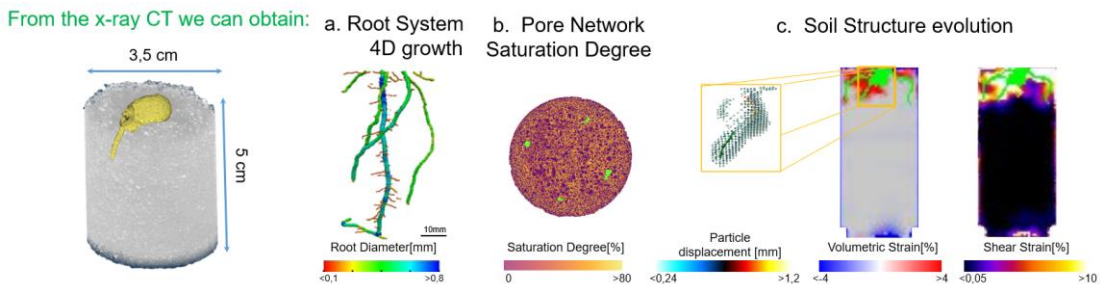 From the x-ray CT we can obtain:
3,5 cm
5 cm
a. Root System
4D growth
10mm
Root Diameter[mm]
<0,1
>0,8
b. Pore Network
Saturation Degree
Saturation Degree[%]
0
>80
c. Soil Structure evolution
Particle
displacement [mm]
<0,24
>1,2
Volumetric Strain[%]
<-4
>4
Shear Strain[%]
<0,05
>10